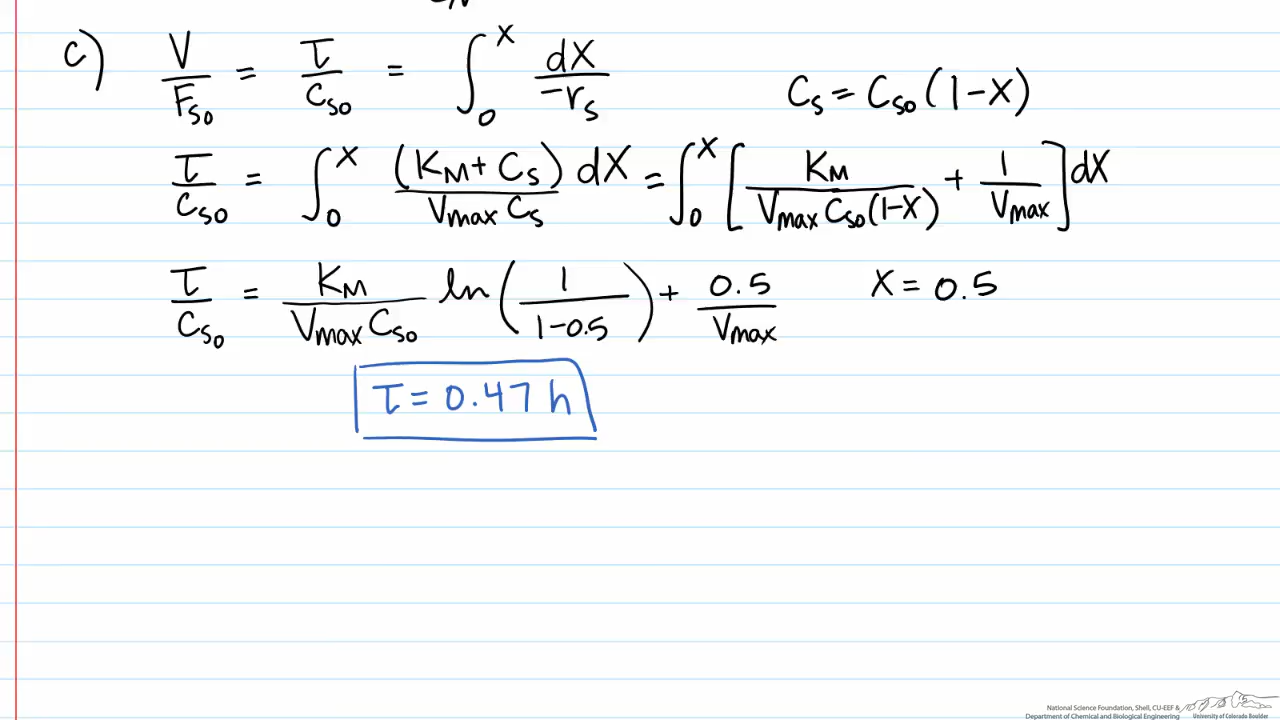 c) V/F_S0 = τ/C_S0 = ∫_0^X dX/-r_S C_S = C_S0 (1-X)
τ/C_S0 = ∫_0^X (K_M + C_S) dX / V_max C_S = ∫_0^X [ K_M / V_max C_S0 (1-X) + 1/V_max ] dX
τ/C_S0 = K_M / V_max C_S0 ln ( 1 / 1-0.5 ) + 0.5 / V_max X = 0.5
τ = 0.47 h
National Science Foundation, Shell, CU-EEF &
Department of Chemical and Biological Engineering University of Colorado Boulder